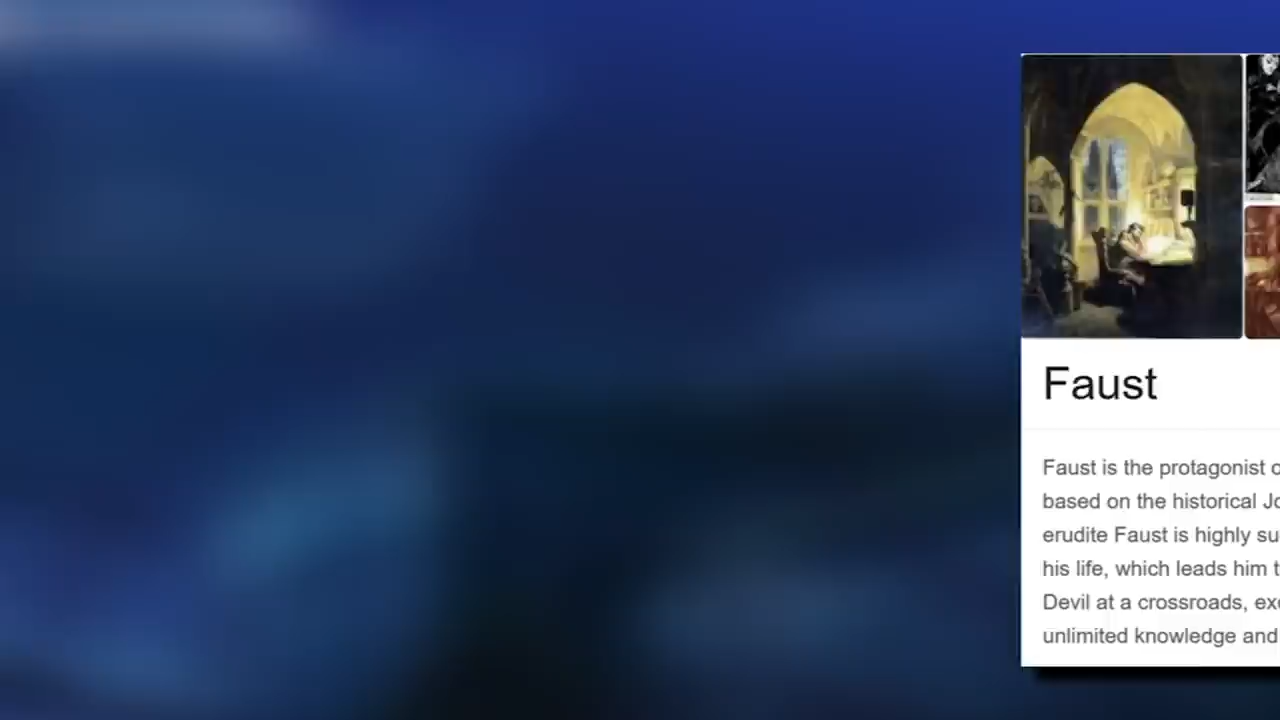 Faust
Faust is the protagonist
based on the historical
erudite Faust is highly
his life, which leads him
Devil at a crossroads,
unlimited knowledge and